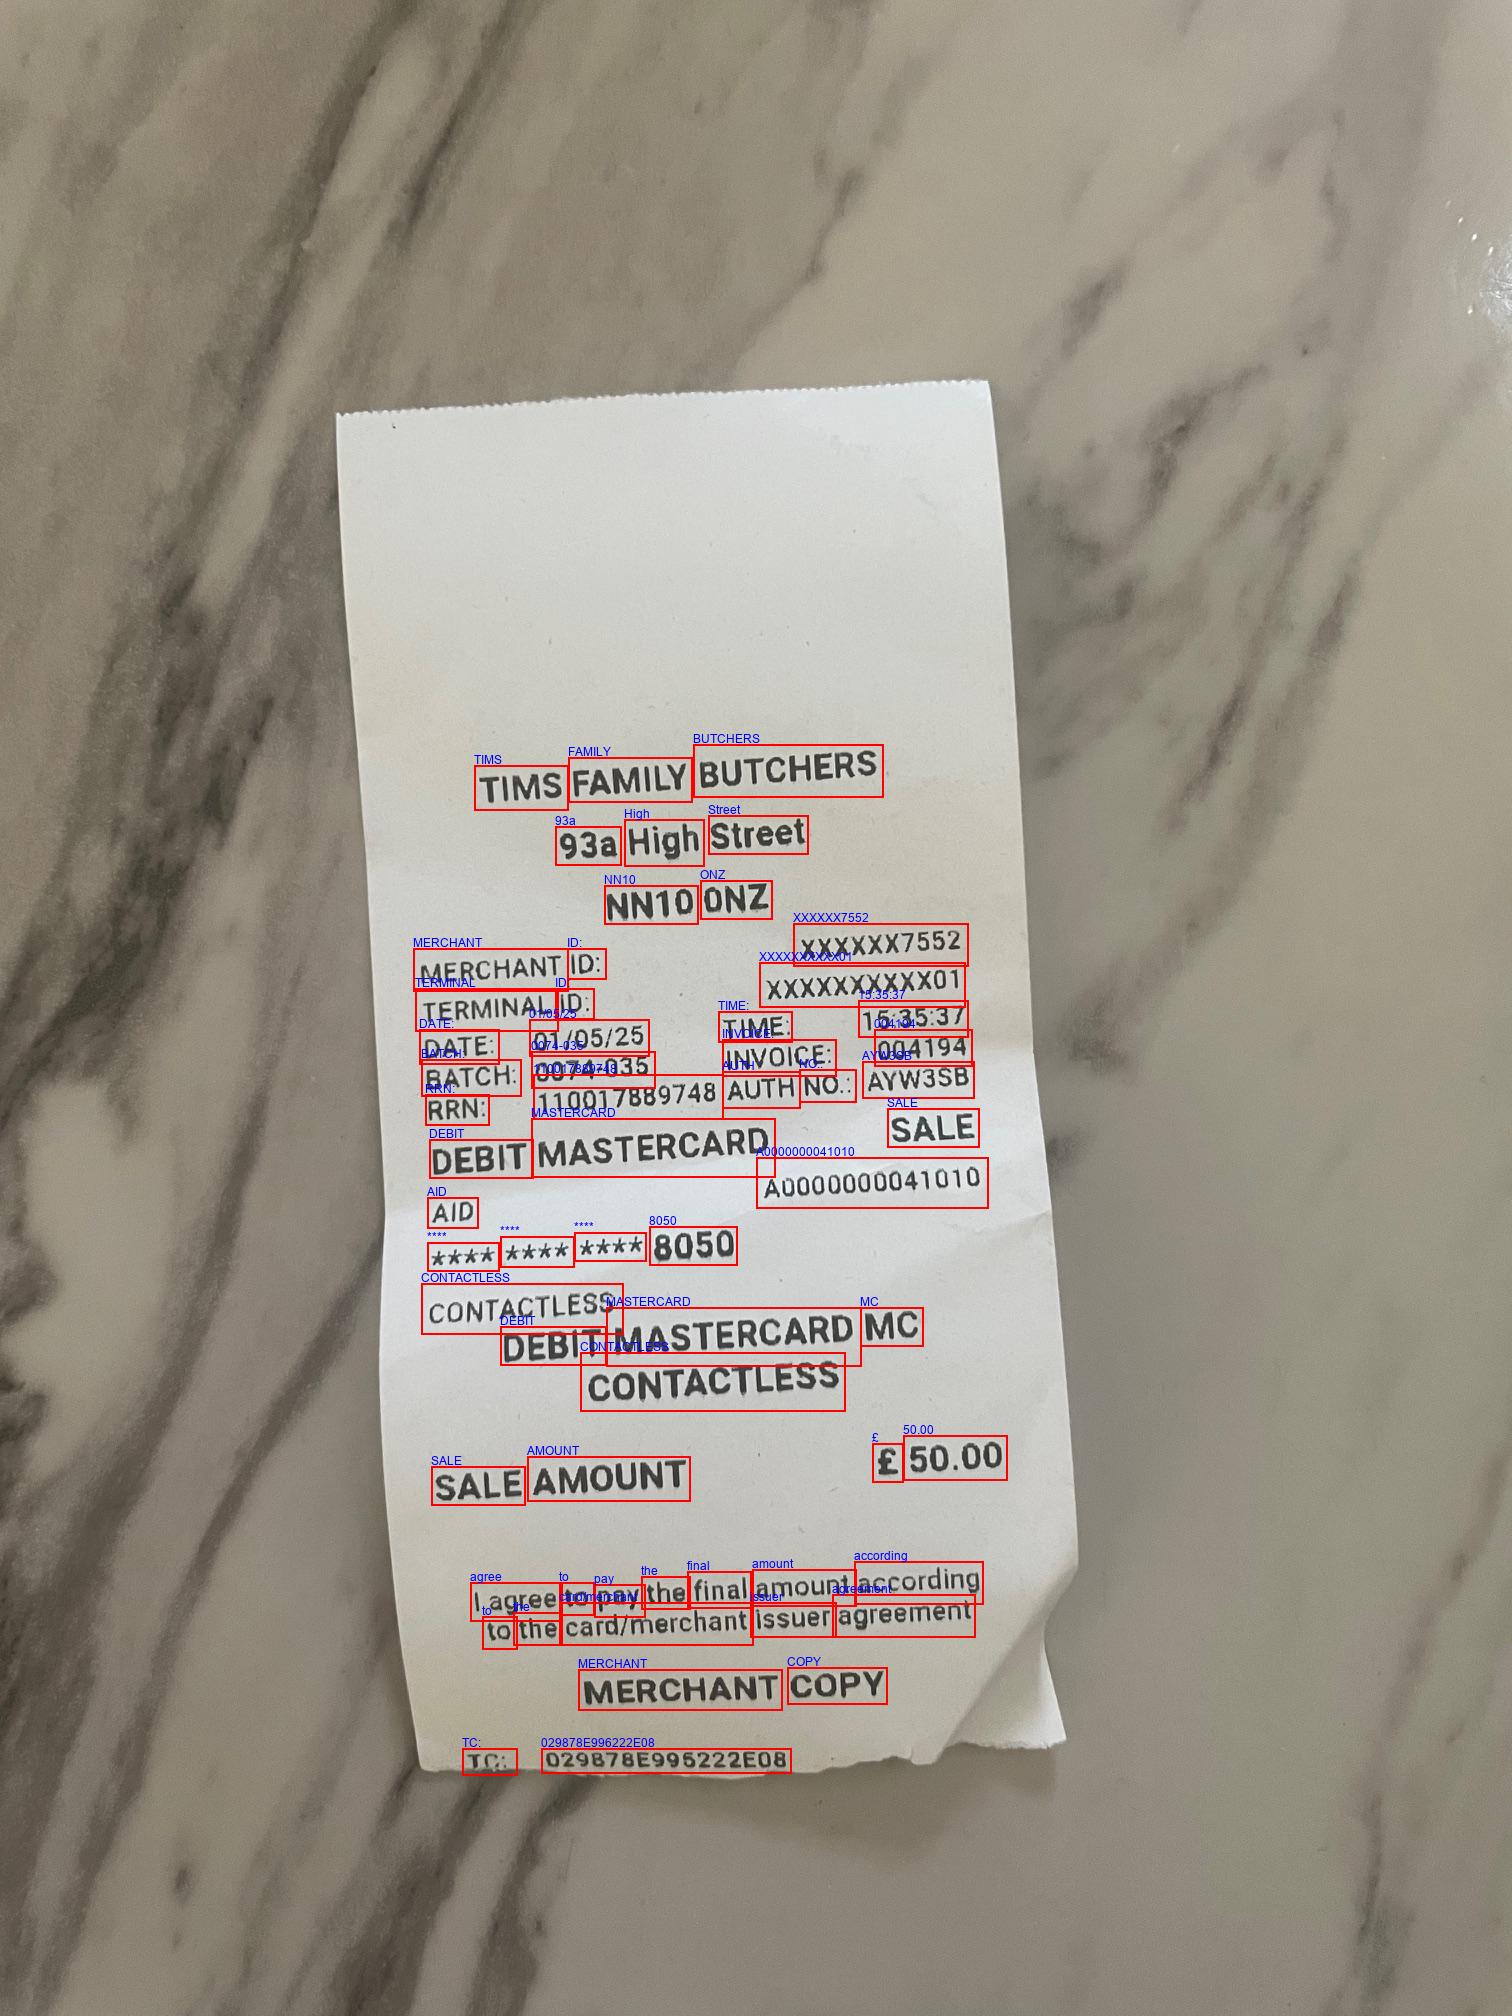 TIMS FAMILY BUTCHERS
93a High Street
NN10 0NZ
MERCHANT ID: XXXXXX7552
TERMINAL ID: XXXXXXXXXX01
DATE: 01/05/25 TIME: 15:35:37
BATCH: 0074-035 INVOICE: 004194
RRN: 110017889748 AUTH NO.: AYW3SB
DEBIT MASTERCARD SALE
AID A0000000041010
**** **** **** 8050
CONTACTLESS
DEBIT MASTERCARD MC
CONTACTLESS
SALE AMOUNT £50.00
I agree to pay the final amount according
to the card/merchant issuer agreement
MERCHANT COPY
TC: 029878E996222E08